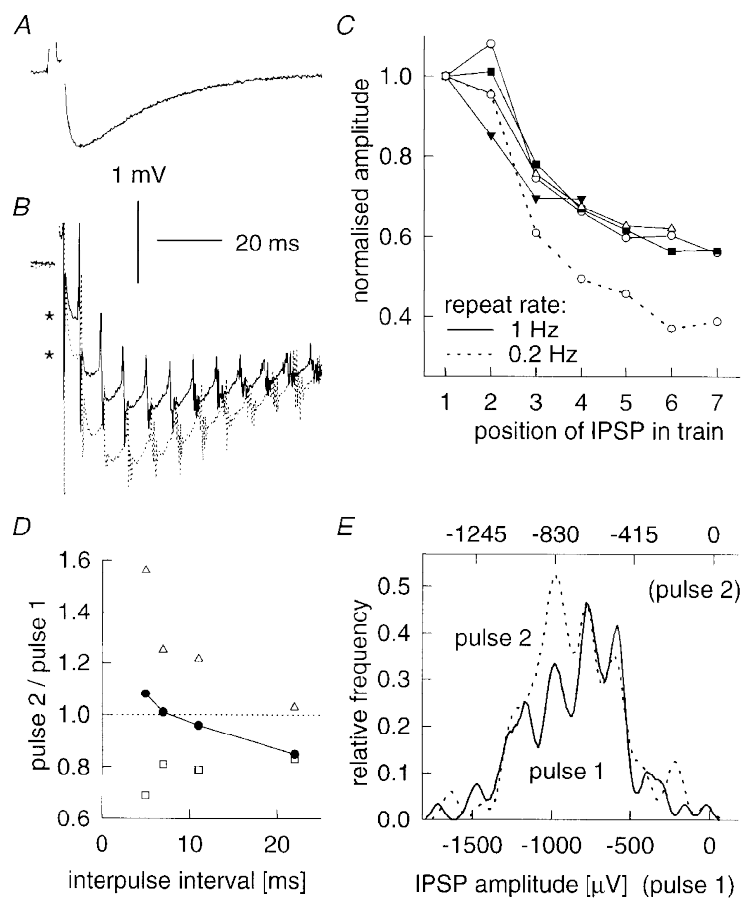 A
1 mV
20 ms
B
*
*
C
normalised amplitude
1.0
0.8
0.6
0.4
repeat rate:
1 Hz
0.2 Hz
1 2 3 4 5 6 7
position of IPSP in train
D
pulse 2 / pulse 1
1.6
1.4
1.2
1.0
0.8
0.6
0 10 20
interpulse interval [ms]
E
-1245 -830 -415 0
(pulse 2)
relative frequency
0.5
0.4
0.3
0.2
0.1
0.0
pulse 2
pulse 1
-1500 -1000 -500 0
IPSP amplitude [μV] (pulse 1)